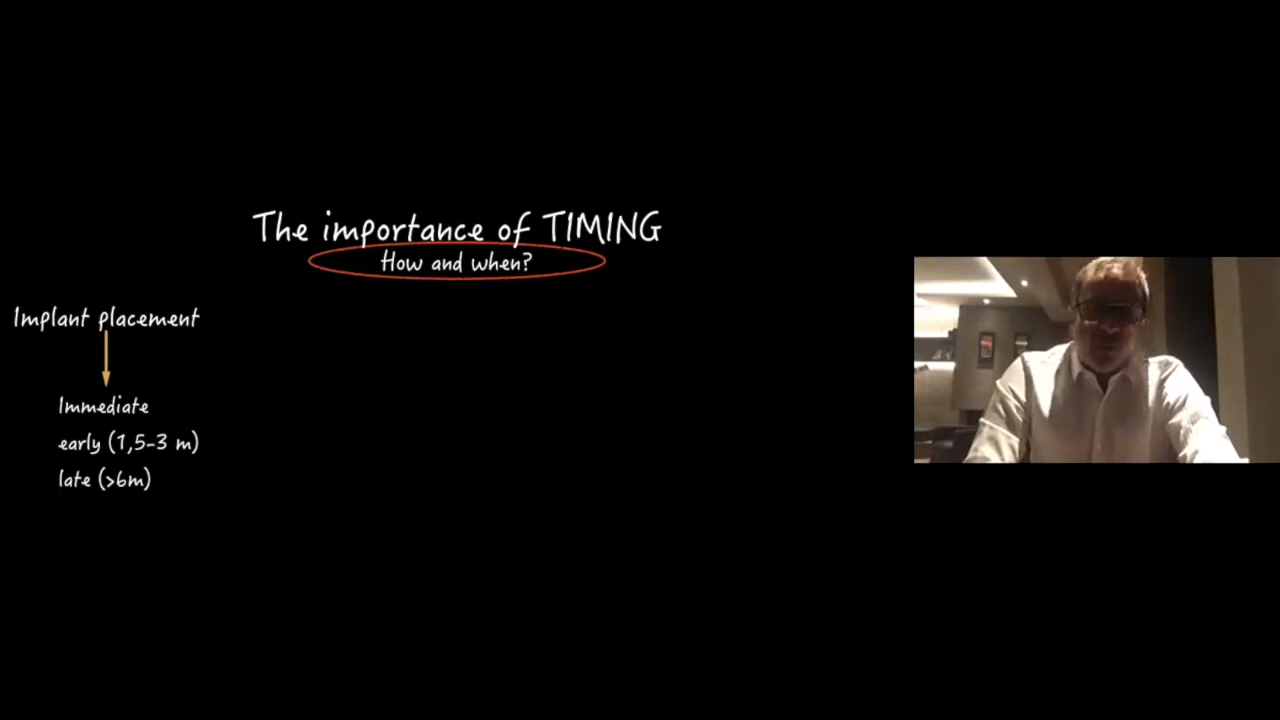 The importance of TIMING
How and when?
Implant placement
Immediate
early (1,5-3 m)
late (>6m)